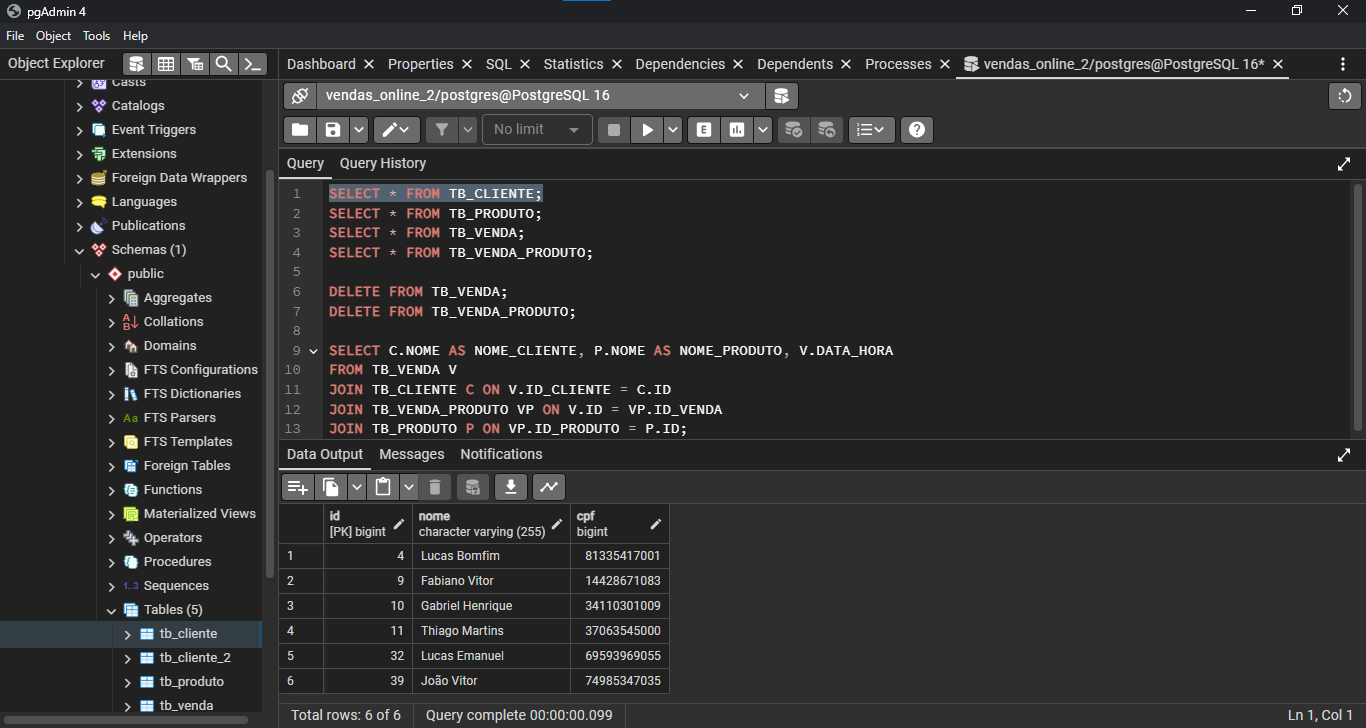 pgAdmin 4
File Object Tools Help
Object Explorer
Dashboard Properties SQL Statistics Dependencies Dependents Processes vendas_online_2/postgres@PostgreSQL 16*
Casts
Catalogs
Event Triggers
Extensions
Foreign Data Wrappers
Languages
Publications
Schemas (1)
public
Aggregates
Collations
Domains
FTS Configurations
FTS Dictionaries
Aa FTS Parsers
FTS Templates
Foreign Tables
Functions
Materialized Views
Operators
Procedures
1..3 Sequences
Tables (5)
tb_cliente
tb_cliente_2
tb_produto
tb_venda
vendas_online_2/postgres@PostgreSQL 16
No limit
E
Query Query History
1 SELECT * FROM TB_CLIENTE;
2 SELECT * FROM TB_PRODUTO;
3 SELECT * FROM TB_VENDA;
4 SELECT * FROM TB_VENDA_PRODUTO;
5
6 DELETE FROM TB_VENDA;
7 DELETE FROM TB_VENDA_PRODUTO;
8
9 SELECT C.NOME AS NOME_CLIENTE, P.NOME AS NOME_PRODUTO, V.DATA_HORA
10 FROM TB_VENDA V
11 JOIN TB_CLIENTE C ON V.ID_CLIENTE = C.ID
12 JOIN TB_VENDA_PRODUTO VP ON V.ID = VP.ID_VENDA
13 JOIN TB_PRODUTO P ON VP.ID_PRODUTO = P.ID;
Data Output Messages Notifications
id nome cpf
[PK] bigint character varying (255) bigint
1 4 Lucas Bomfim 81335417001
2 9 Fabiano Vitor 14428671083
3 10 Gabriel Henrique 34110301009
4 11 Thiago Martins 37063545000
5 32 Lucas Emanuel 69593969055
6 39 João Vitor 74985347035
Total rows: 6 of 6 Query complete 00:00:00.099 Ln 1, Col 1